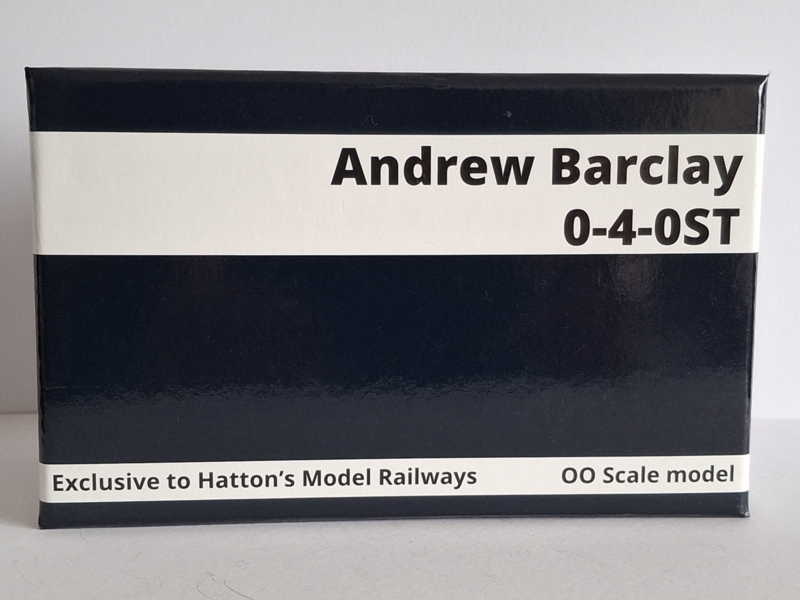 Andrew Barclay
0-4-0ST
Exclusive to Hatton’s Model Railways OO Scale model